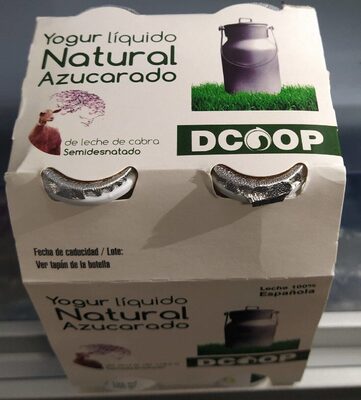 Yogur líquido
Natural
Azucarado
de leche de cabra
Semidesnatado
DCOOP
Fecha de caducidad / Lote:
Ver tapón de la botella
Leche 100%
Española
Yogur líquido
Natural
Azucarado
DCOOP